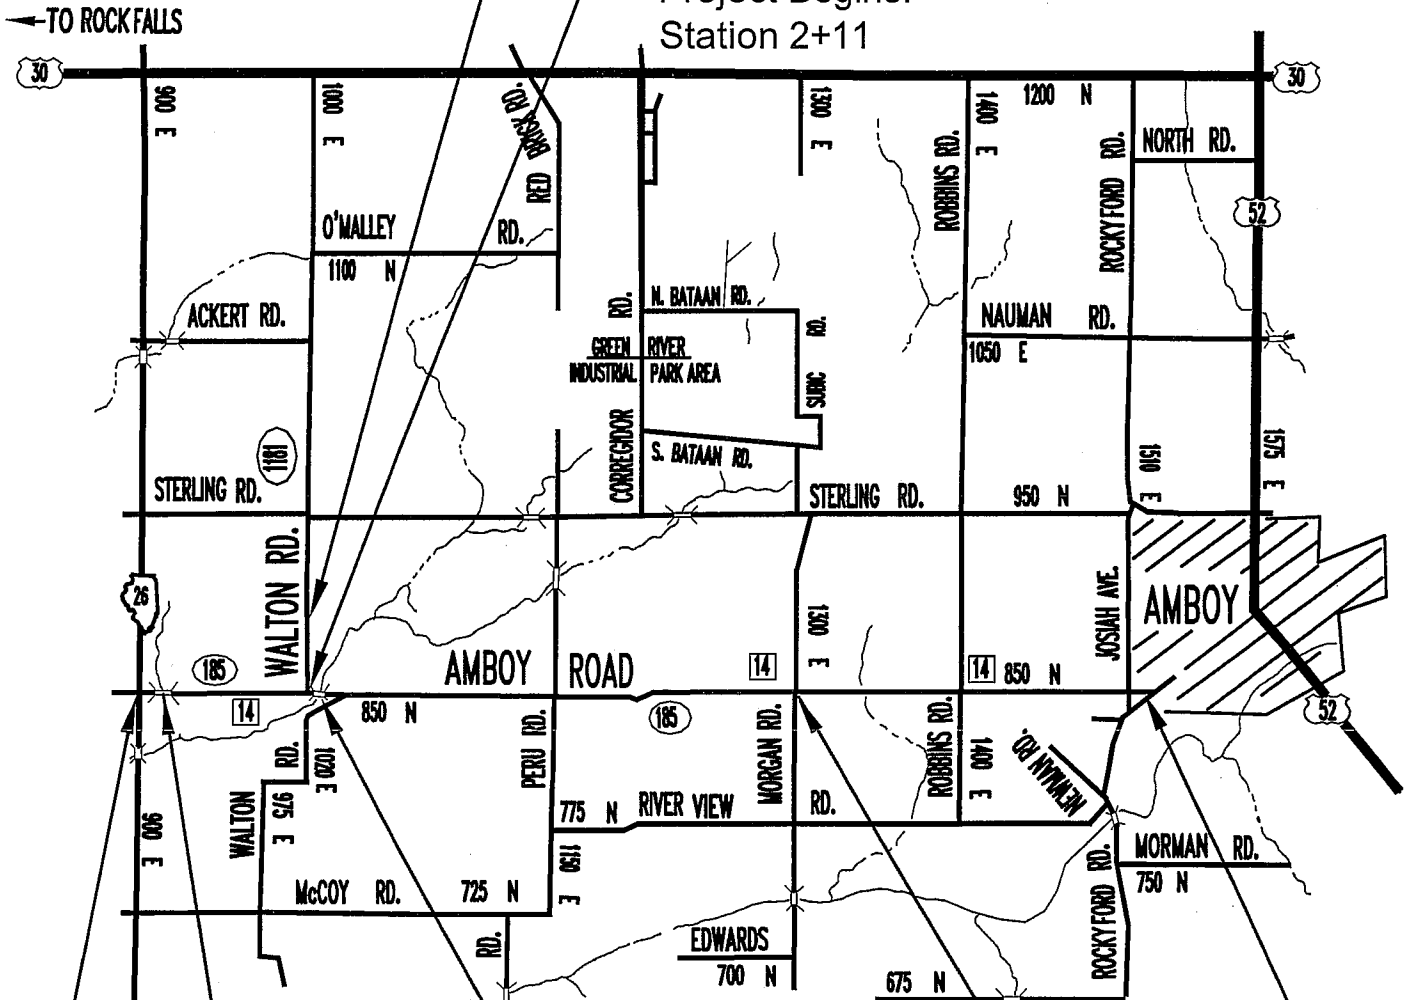 TO ROCK FALLS
Project Begins:
Station 2+11
30
30
900 E
1000 E
RED BRICK RD.
1300 E
ROBBINS RD.
1400 E
1200 N
ROCKYFORD RD.
NORTH RD.
52
O'MALLEY RD.
1100 N
ACKERT RD.
N. BATAAN RD.
GREEN RIVER
INDUSTRIAL PARK AREA
CORREGIDOR RD.
SUBIC RD.
S. BATAAN RD.
NAUMAN RD.
1050 E
1181
STERLING RD.
STERLING RD.
950 N
1510 E
1575 E
26
WALTON RD.
185
14
AMBOY ROAD
850 N
1300 E
14
14
850 N
JOSIAH AVE.
AMBOY
52
185
WALTON RD.
1020 E
975 E
900 E
PERU RD.
775 N
RIVER VIEW RD.
MORGAN RD.
ROBBINS RD.
1400 E
NEWMAN RD.
1150 E
McCOY RD.
725 N
RD.
EDWARDS
700 N
675 N
ROCKYFORD RD.
MORMAN RD.
750 N